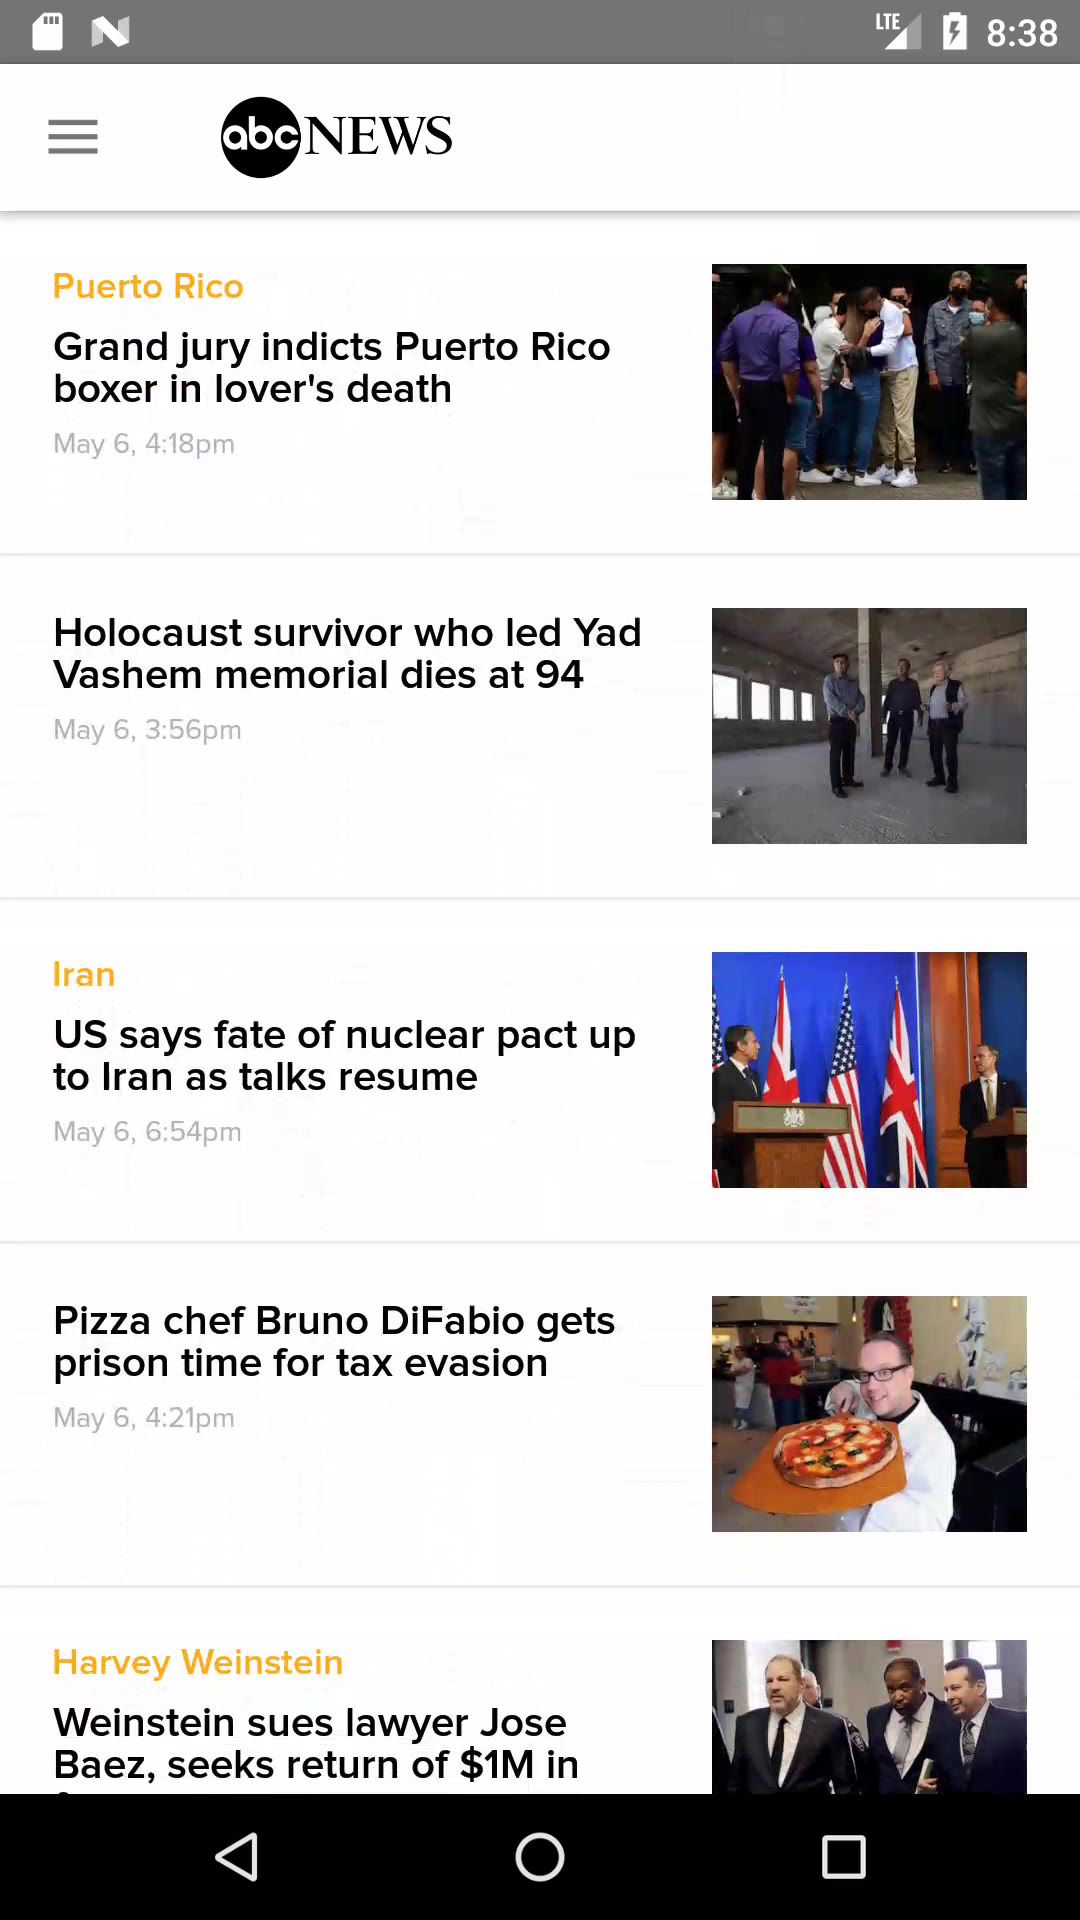 LTE 8:38
abc NEWS
Puerto Rico
Grand jury indicts Puerto Rico
boxer in lover's death
May 6, 4:18pm
Holocaust survivor who led Yad
Vashem memorial dies at 94
May 6, 3:56pm
Iran
US says fate of nuclear pact up
to Iran as talks resume
May 6, 6:54pm
Pizza chef Bruno DiFabio gets
prison time for tax evasion
May 6, 4:21pm
Harvey Weinstein
Weinstein sues lawyer Jose
Baez, seeks return of $1M in